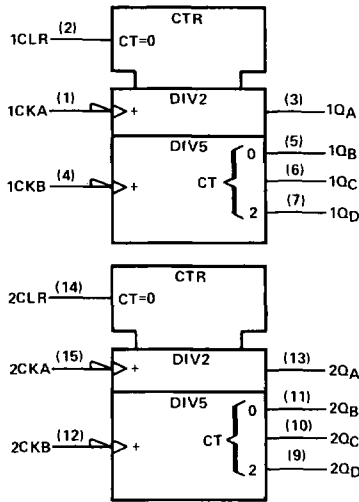 CTR
1CLR (2) CT=0
DIV2
1CKA (1) + (3) 1QA
DIV5
0 (5) 1QB
1CKB (4) + CT (6) 1QC
2 (7) 1QD
CTR
2CLR (14) CT=0
DIV2
2CKA (15) + (13) 2QA
DIV5
0 (11) 2QB
2CKB (12) + CT (10) 2QC
2 (9) 2QD